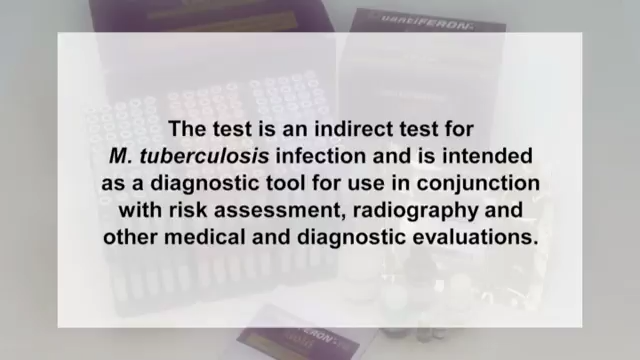 QuantiFERON
The test is an indirect test for
M. tuberculosis infection and is intended
as a diagnostic tool for use in conjunction
with risk assessment, radiography and
other medical and diagnostic evaluations.